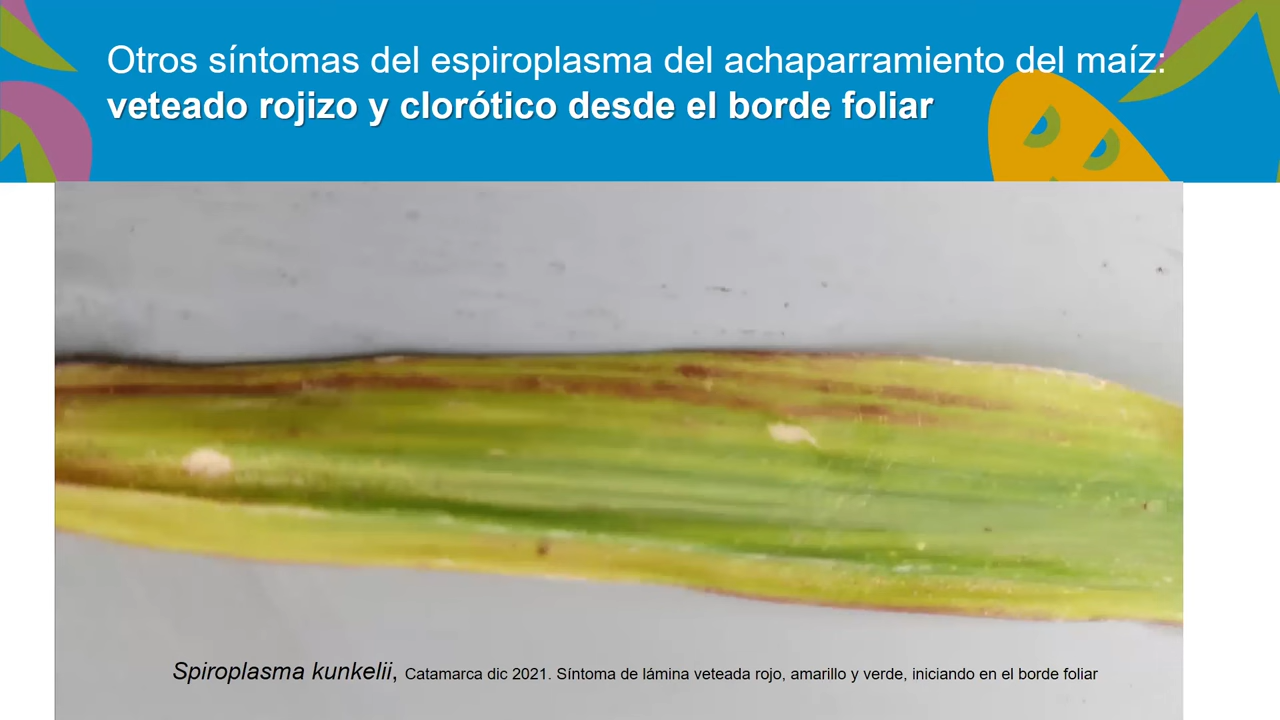 Otros síntomas del espiroplasma del achaparramiento del maíz:
veteado rojizo y clorótico desde el borde foliar
Spiroplasma kunkelii, Catamarca dic 2021. Síntoma de lámina veteada rojo, amarillo y verde, iniciando en el borde foliar